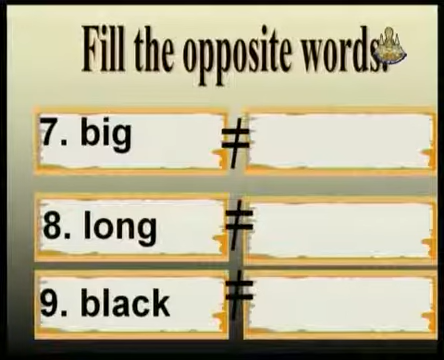 Fill the opposite words.
7. big ≠
8. long ≠
9. black ≠